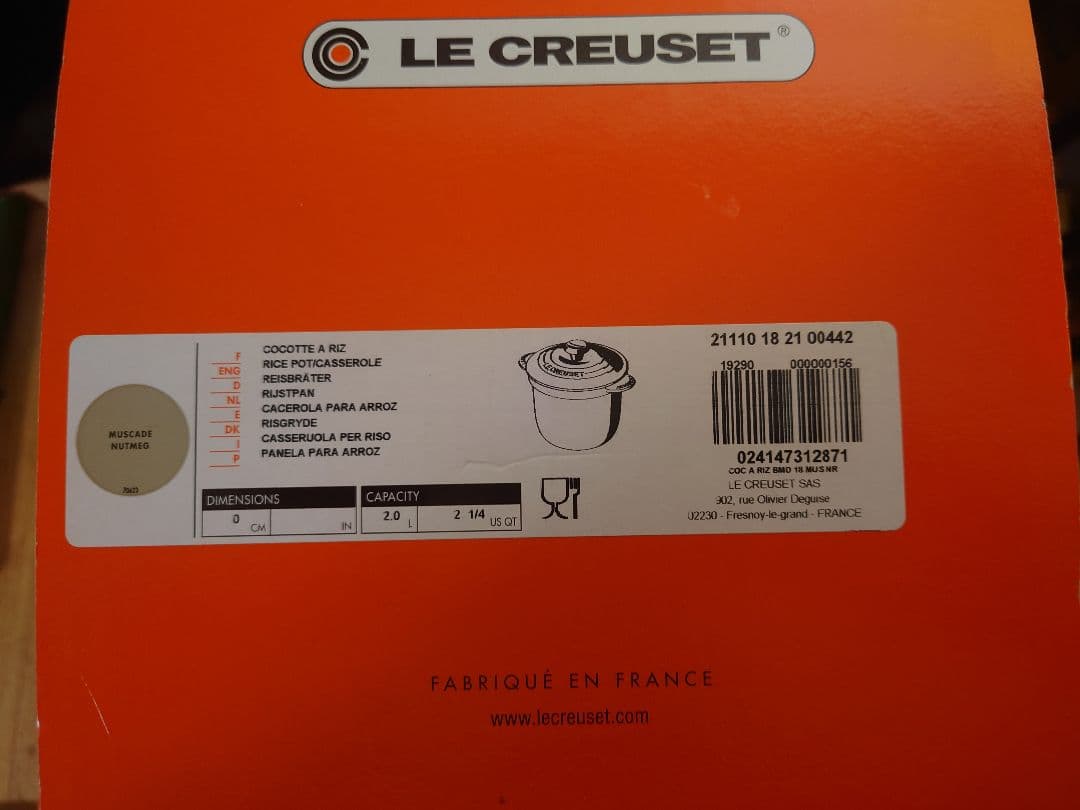 LE CREUSET®
21110 18 21 00442
19290 000000156
024147312871
COC A RIZ BMD 18 MUS NR
LE CREUSET SAS
902, rue Olivier Deguise
02230 - Fresnoy-le-grand - FRANCE
MUSCADE
NUTMEG
F COCOTTE A RIZ
ENG RICE POT/CASSEROLE
D REISBRÄTER
NL RIJSTPAN
E CACEROLA PARA ARROZ
DK RISGRYDE
I CASSERUOLA PER RISO
P PANELA PARA ARROZ
LE CREUSET
DIMENSIONS
0 CM IN
CAPACITY
2.0 L 2 1/4 US QT
FABRIQUÉ EN FRANCE
www.lecreuset.com